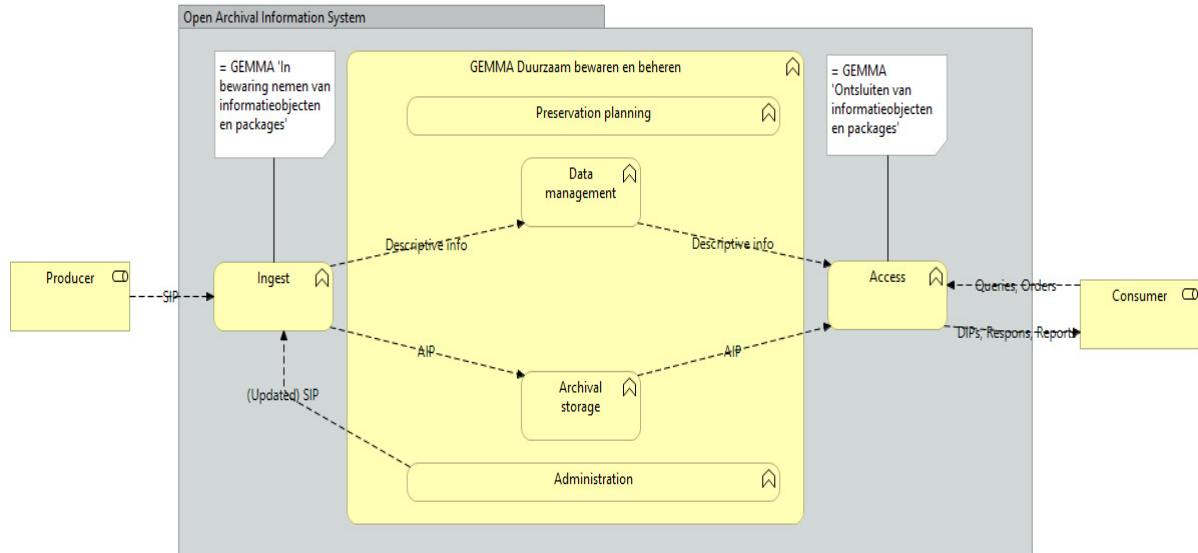 Open Archival Information System
= GEMMA 'In
bewaring nemen van
informatieobjecten
en packages'
GEMMA Duurzaam bewaren en beheren
= GEMMA
'Ontsluiten van
informatieobjecten
en packages'
Preservation planning
Data
management
Descriptive info
Descriptive info
Producer
SIP
Ingest
Access
Queries, Orders
Consumer
DIPs, Respons, Reports
AIP
AIP
Archival
storage
(Updated) SIP
Administration